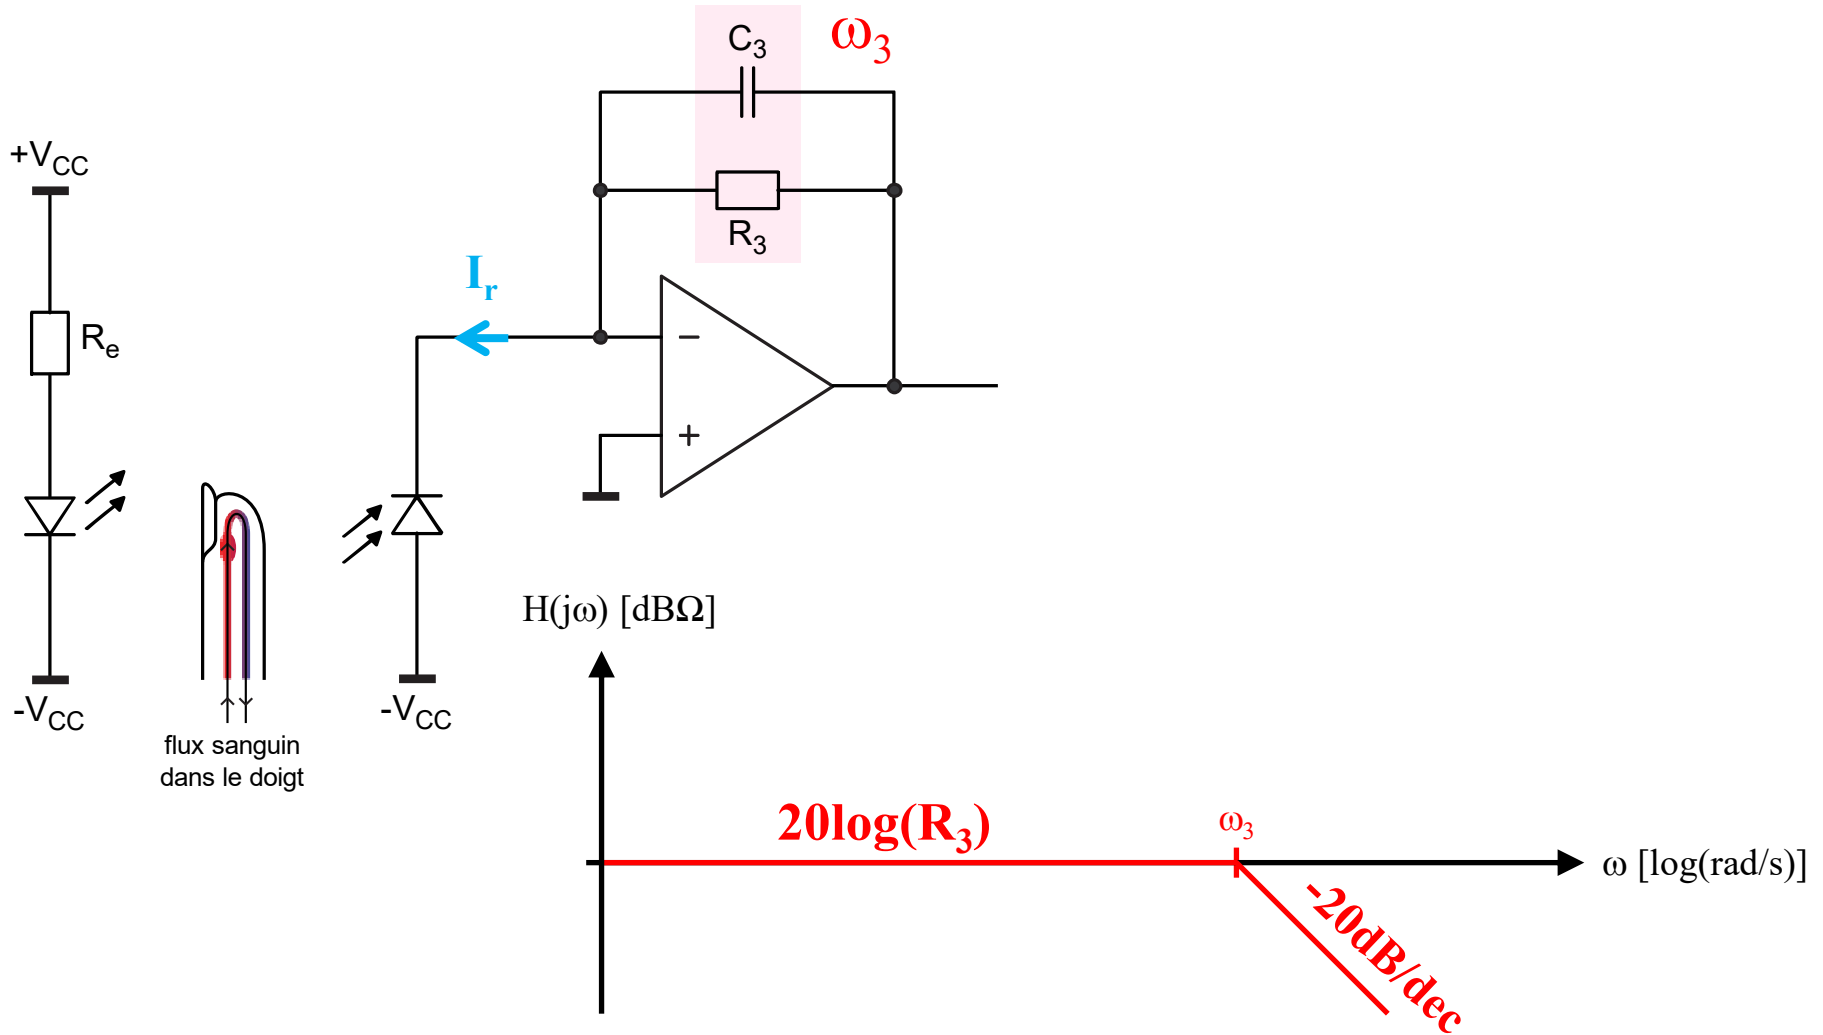 C3
ω3
+VCC
R3
Ir
Re
−
+
H(jω) [dBΩ]
-VCC
-VCC
flux sanguin
dans le doigt
20log(R3)
ω3
ω [log(rad/s)]
-20dB/dec